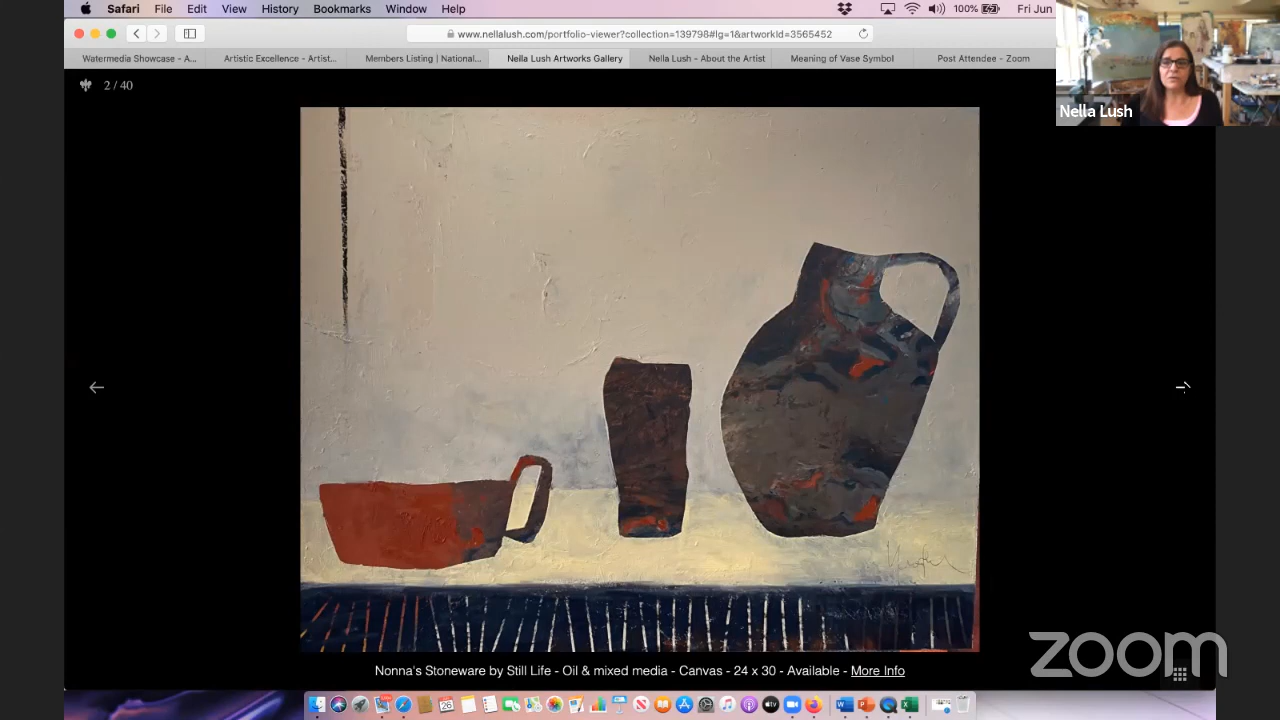 Safari File Edit View History Bookmarks Window Help 100% Fri Jun
www.nellalush.com/portfolio-viewer?collection=139798#lg=1&artworkId=3565452
Watermedia Showcase - A... Artistic Excellence - Artist... Members Listing | National... Nella Lush Artworks Gallery Nella Lush - About the Artist Meaning of Vase Symbol Post Attendee - Zoom
2 / 40
Nella Lush
Nonna's Stoneware by Still Life - Oil & mixed media - Canvas - 24 x 30 - Available - More Info
zoom
26